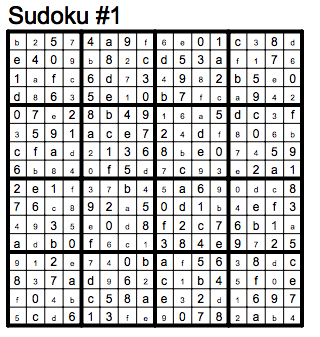 Sudoku #1
b 2 5 7 4 a 9 f 6 e 0 1 c 3 8 d
e 4 0 9 b 8 2 c d 5 3 a f 1 7 6
1 a f c 6 d 7 3 4 9 8 2 b 5 e 0
d 8 6 3 5 e 1 0 b 7 f c a 9 4 2
0 7 e 2 8 b 4 9 1 6 a 5 d c 3 f
3 5 9 1 a c e 7 2 4 d f 8 0 6 b
c f a d 2 1 3 6 8 b e 0 7 4 5 9
6 b 8 4 0 f 5 d 7 c 9 3 e 2 a 1
2 e 1 f 3 7 b 4 5 a 6 9 0 d c 8
7 6 c 8 9 2 a 5 0 d 1 b 4 e f 3
4 9 3 5 e 0 d 8 f 2 c 7 6 b 1 a
a d b 0 f 6 c 1 3 8 4 e 9 7 2 5
9 1 2 e 7 4 0 b a f 5 6 3 8 d c
8 3 7 a d 9 6 2 c 1 b 4 5 f 0 e
f 0 4 b c 5 8 a e 3 2 d 1 6 9 7
5 c d 6 1 3 f e 9 0 7 8 2 a b 4